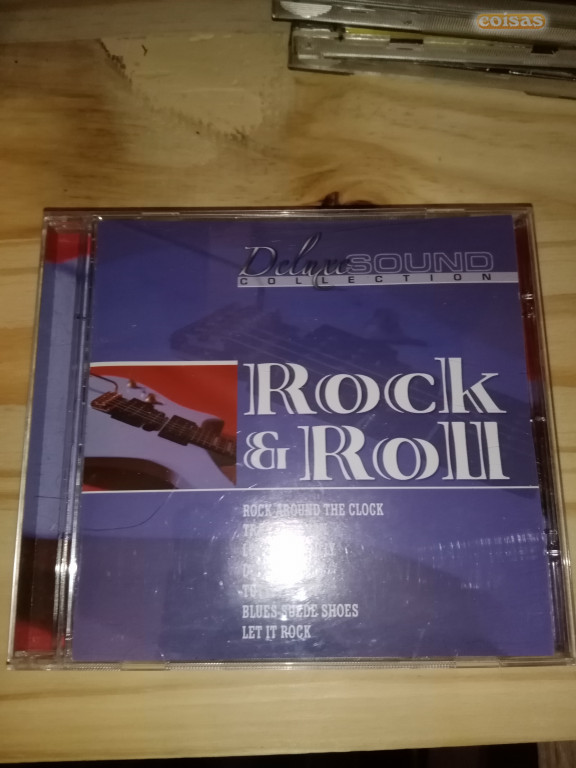 coisas
Deluxe SOUND
COLLECTION
Rock
& Roll
ROCK AROUND THE CLOCK
BLUES SUEDE SHOES
LET IT ROCK